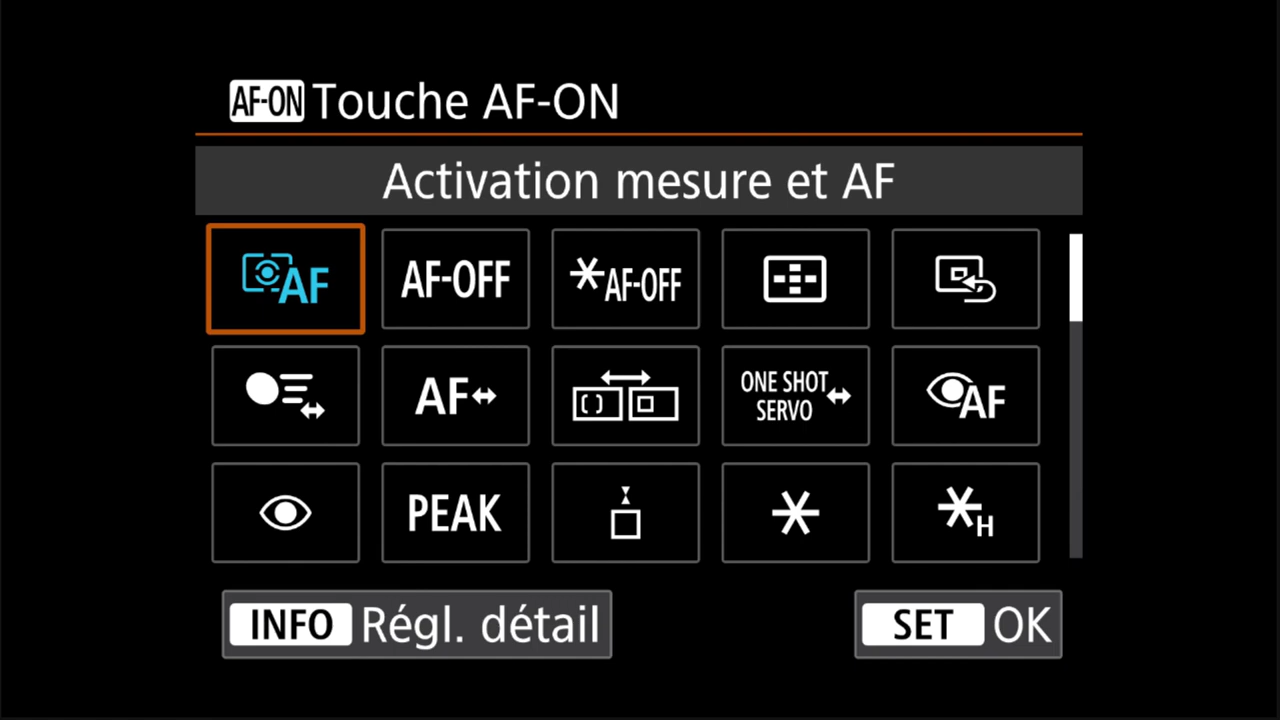 AF-ON Touche AF-ON
Activation mesure et AF
AF
AF-OFF
AF-OFF
AF
ONE SHOT
SERVO
AF
PEAK
H
INFO Régl. détail
SET OK